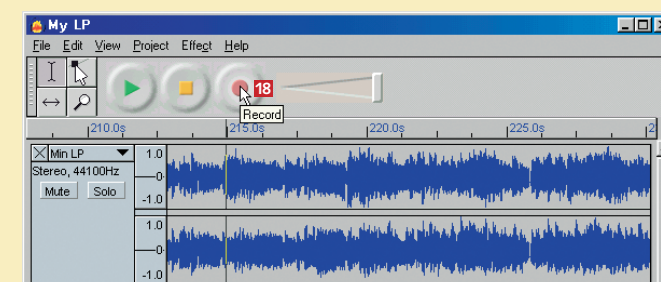 My LP
File Edit View Project Effect Help
18
Record
210.0s 215.0s 220.0s 225.0s 2
Min LP
Stereo, 44100Hz
Mute Solo
1.0
0
-1.0
1.0
0
-1.0